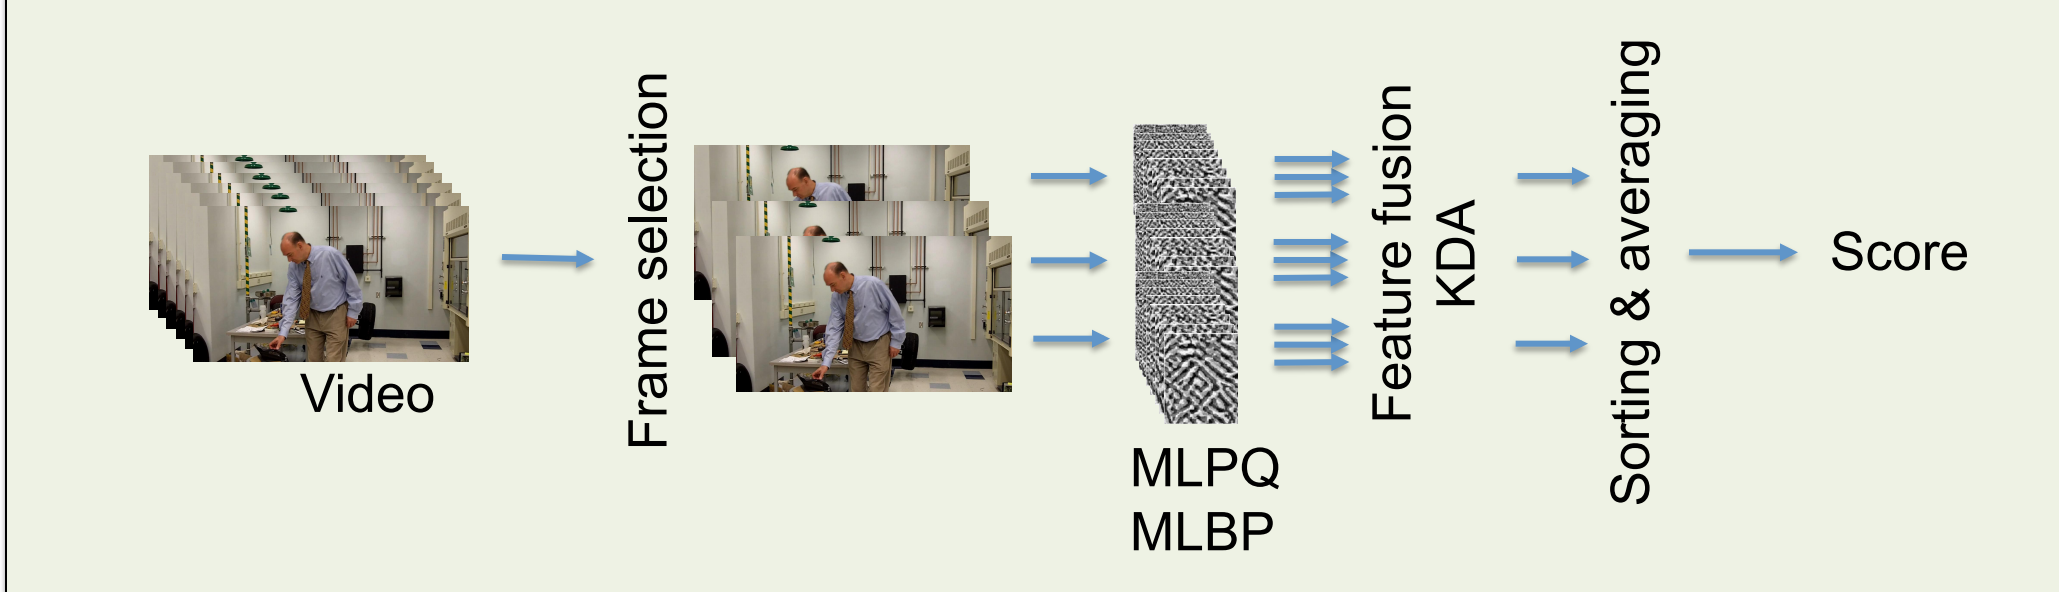 Video
Frame selection
MLPQ
MLBP
Feature fusion
KDA
Sorting & averaging
Score